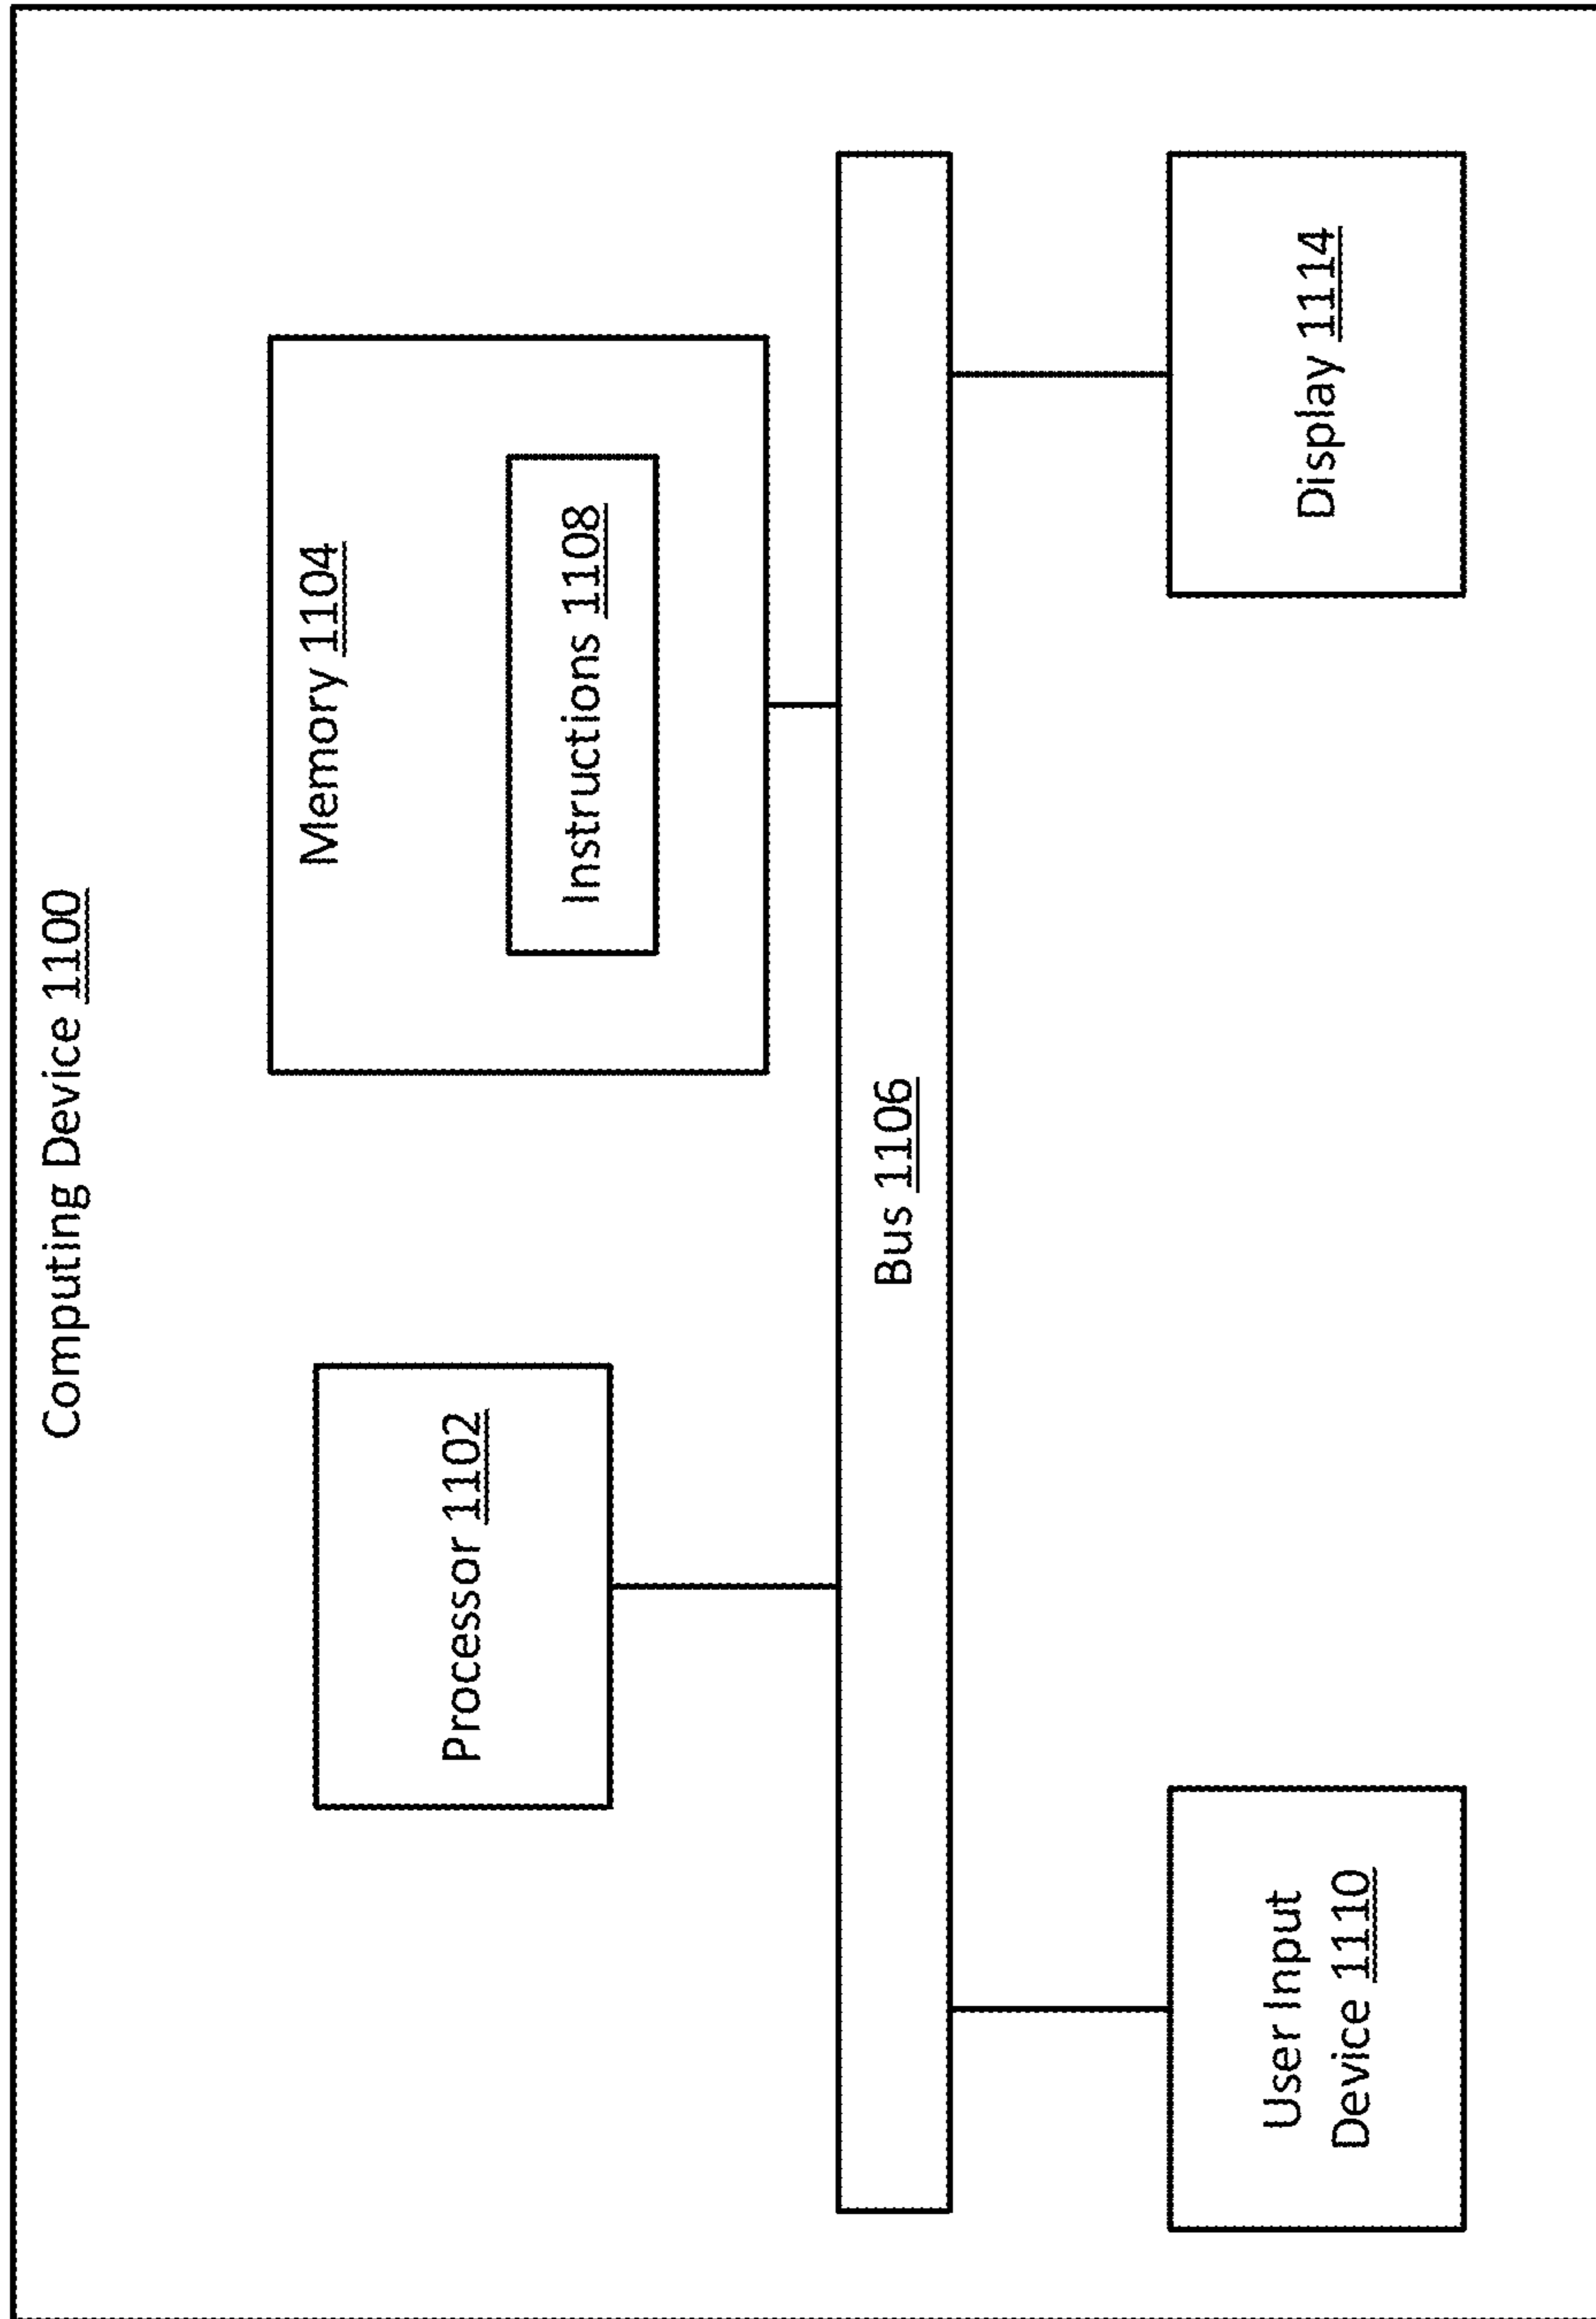 Computing Device 1100
Processor 1102
Memory 1104
Instructions 1108
Bus 1106
User Input
Device 1110
Display 1114